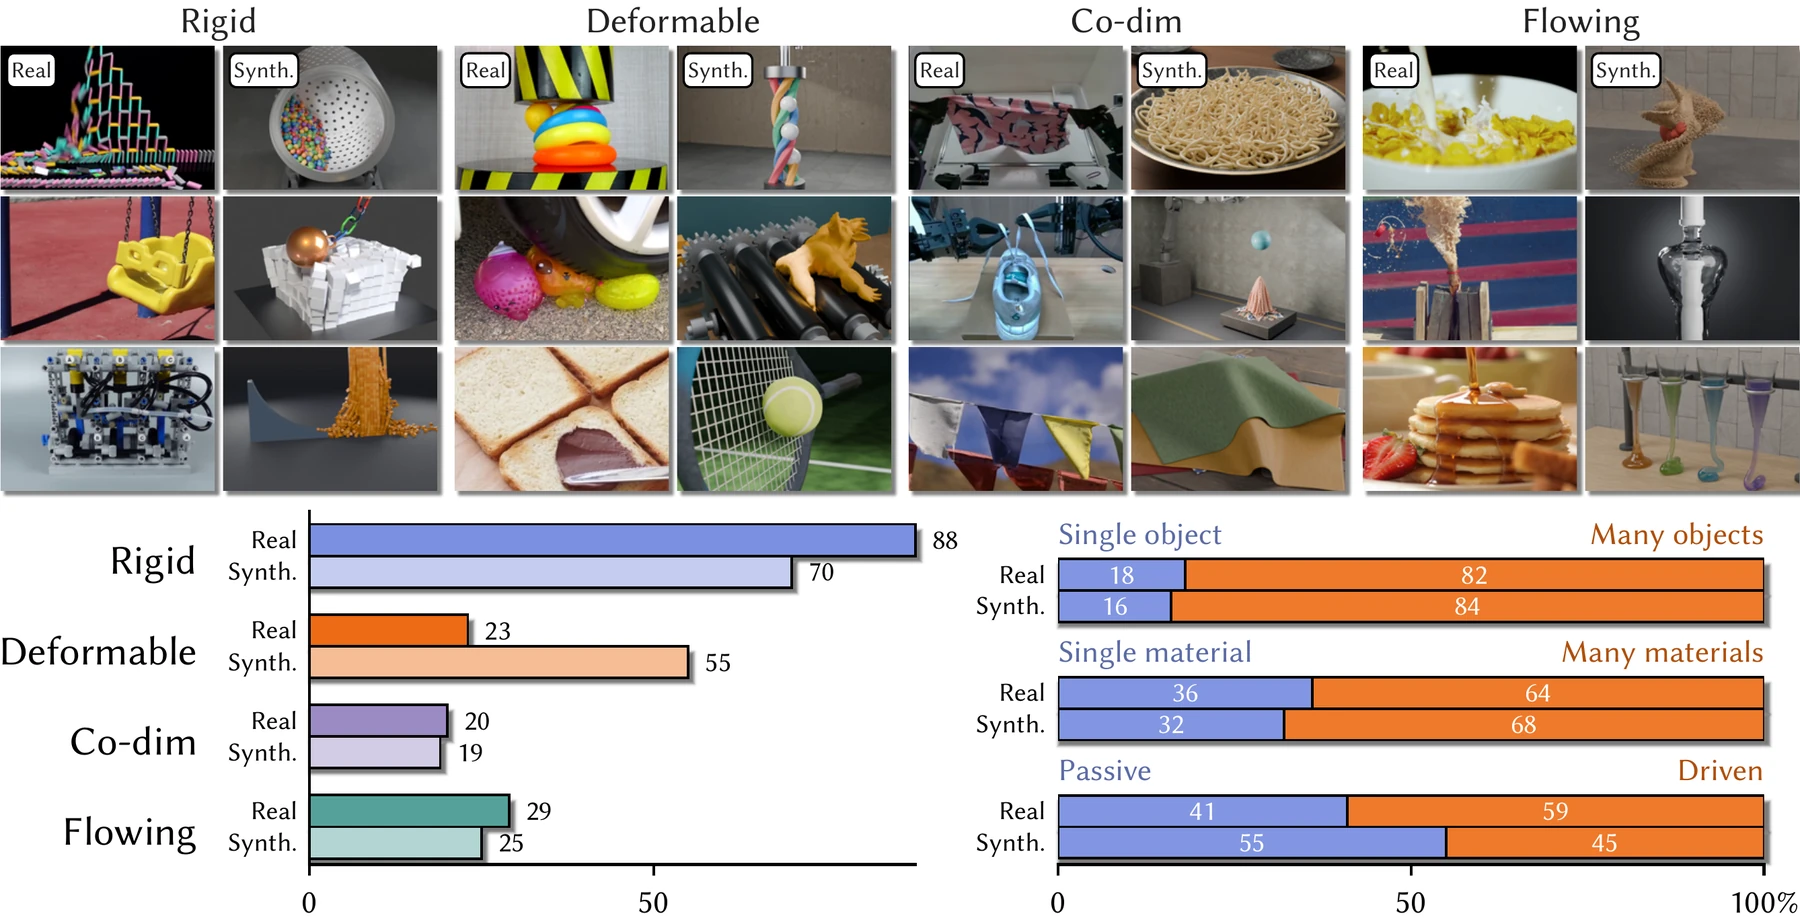 Rigid Deformable Co-dim Flowing
Real Synth. Real Synth. Real Synth. Real Synth.
Rigid
Real 88
Synth. 70
Deformable
Real 23
Synth. 55
Co-dim
Real 20
Synth. 19
Flowing
Real 29
Synth. 25
0 50
Single object Many objects
Real 18 82
Synth. 16 84
Single material Many materials
Real 36 64
Synth. 32 68
Passive Driven
Real 41 59
Synth. 55 45
0 50 100%